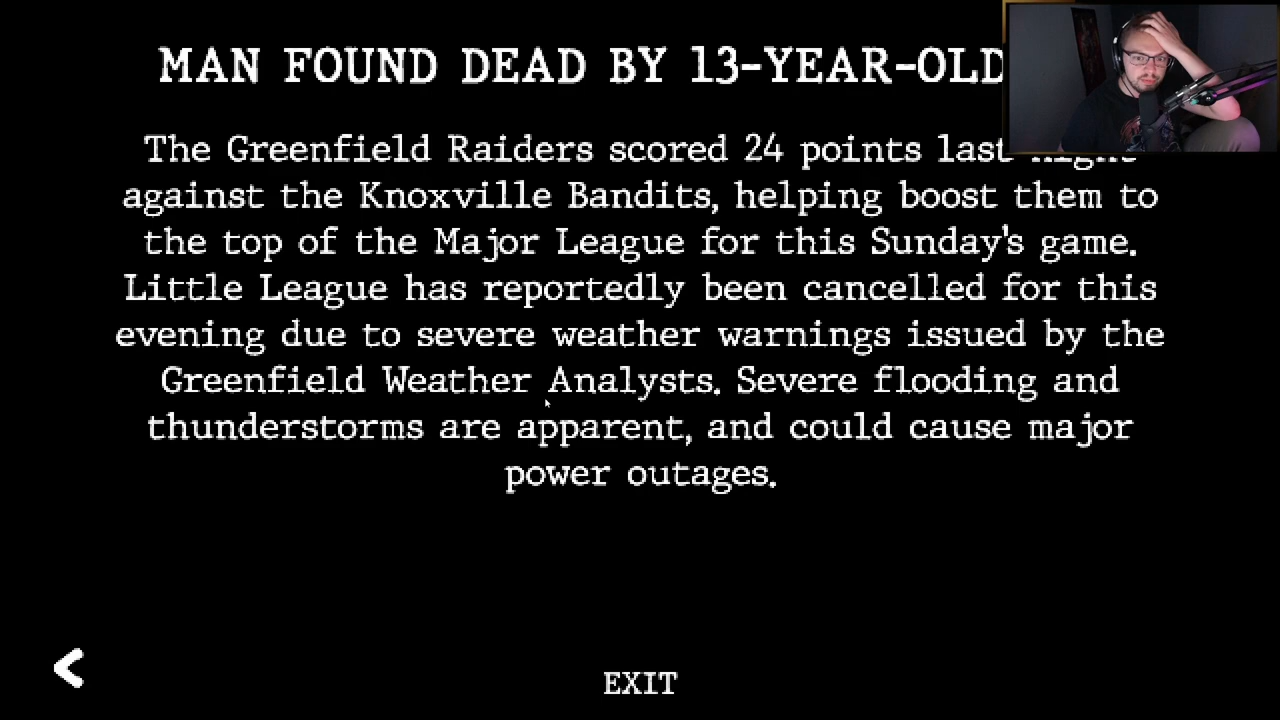 MAN FOUND DEAD BY 13-YEAR-OLD
The Greenfield Raiders scored 24 points last night
against the Knoxville Bandits, helping boost them to
the top of the Major League for this Sunday's game.
Little League has reportedly been cancelled for this
evening due to severe weather warnings issued by the
Greenfield Weather Analysts. Severe flooding and
thunderstorms are apparent, and could cause major
power outages.
EXIT